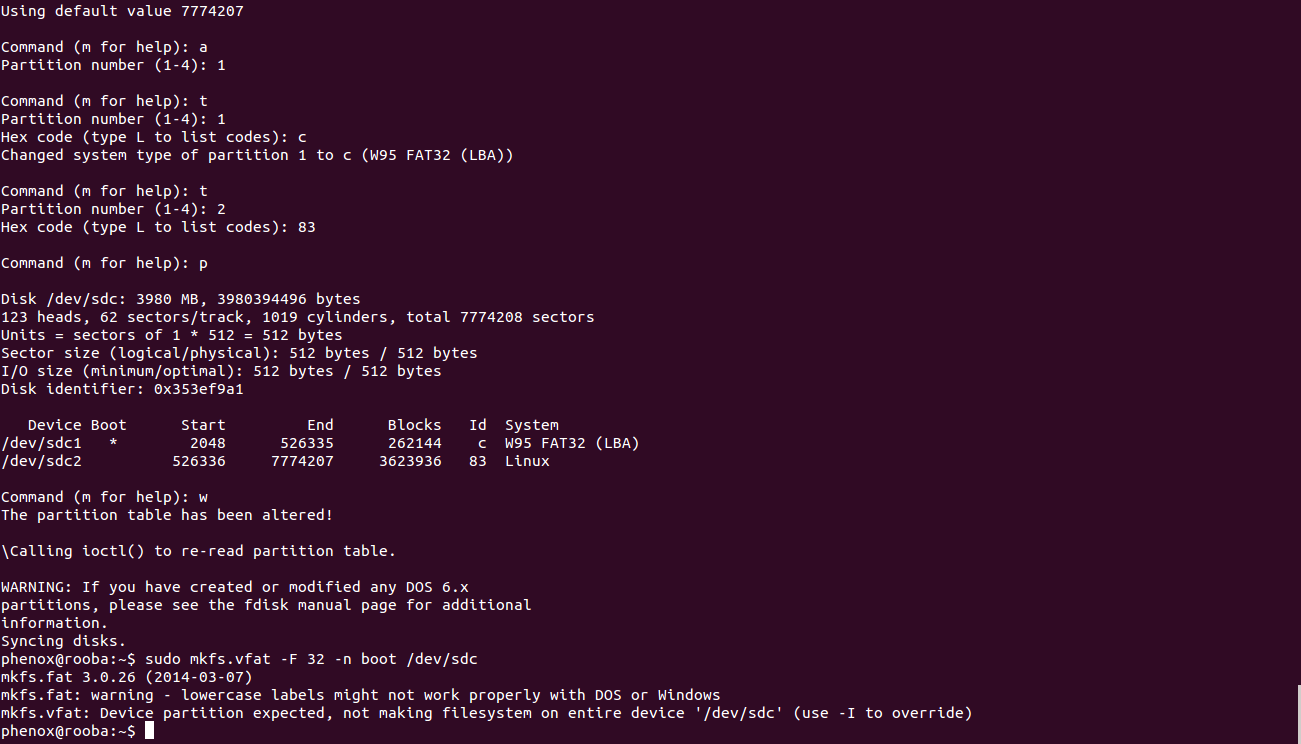 Using default value 7774207
Command (m for help): a
Partition number (1-4): 1
Command (m for help): t
Partition number (1-4): 1
Hex code (type L to list codes): c
Changed system type of partition 1 to c (W95 FAT32 (LBA))
Command (m for help): t
Partition number (1-4): 2
Hex code (type L to list codes): 83
Command (m for help): p
Disk /dev/sdc: 3980 MB, 3980394496 bytes
123 heads, 62 sectors/track, 1019 cylinders, total 7774208 sectors
Units = sectors of 1 * 512 = 512 bytes
Sector size (logical/physical): 512 bytes / 512 bytes
I/O size (minimum/optimal): 512 bytes / 512 bytes
Disk identifier: 0x353ef9a1
   Device Boot      Start         End      Blocks   Id  System
/dev/sdc1   *        2048      526335      262144    c  W95 FAT32 (LBA)
/dev/sdc2          526336     7774207     3623936   83  Linux
Command (m for help): w
The partition table has been altered!
\Calling ioctl() to re-read partition table.
WARNING: If you have created or modified any DOS 6.x
partitions, please see the fdisk manual page for additional
information.
Syncing disks.
phenox@rooba:~$ sudo mkfs.vfat -F 32 -n boot /dev/sdc
mkfs.fat 3.0.26 (2014-03-07)
mkfs.fat: warning - lowercase labels might not work properly with DOS or Windows
mkfs.vfat: Device partition expected, not making filesystem on entire device '/dev/sdc' (use -I to override)
phenox@rooba:~$